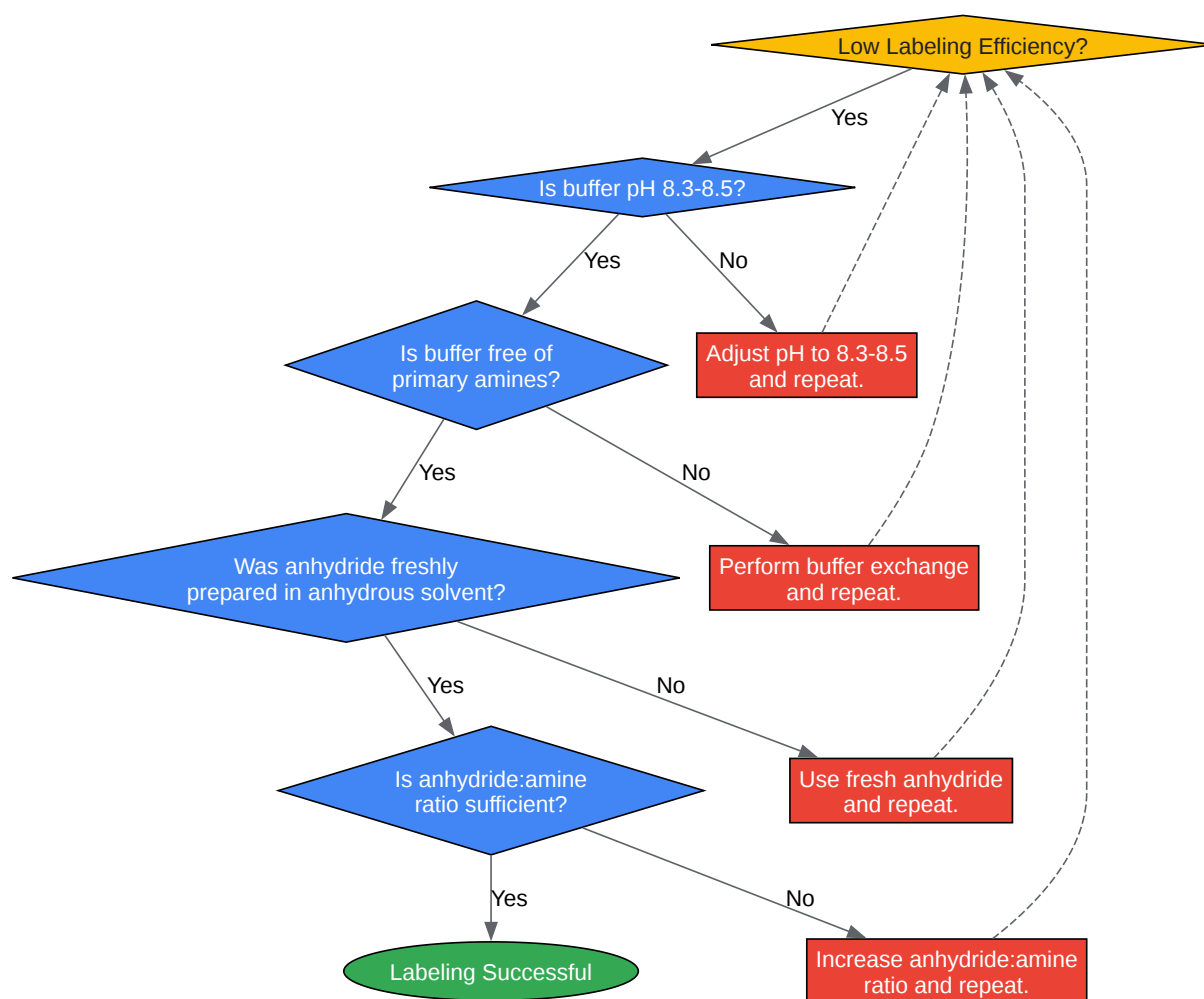 Low Labeling Efficiency?
Yes
Is buffer pH 8.3-8.5?
Yes
No
Is buffer free of
primary amines?
Adjust pH to 8.3-8.5
and repeat.
Yes
No
Was anhydride freshly
prepared in anhydrous solvent?
Perform buffer exchange
and repeat.
Yes
No
Is anhydride:amine
ratio sufficient?
Use fresh anhydride
and repeat.
Yes
No
Labeling Successful
Increase anhydride:amine
ratio and repeat.